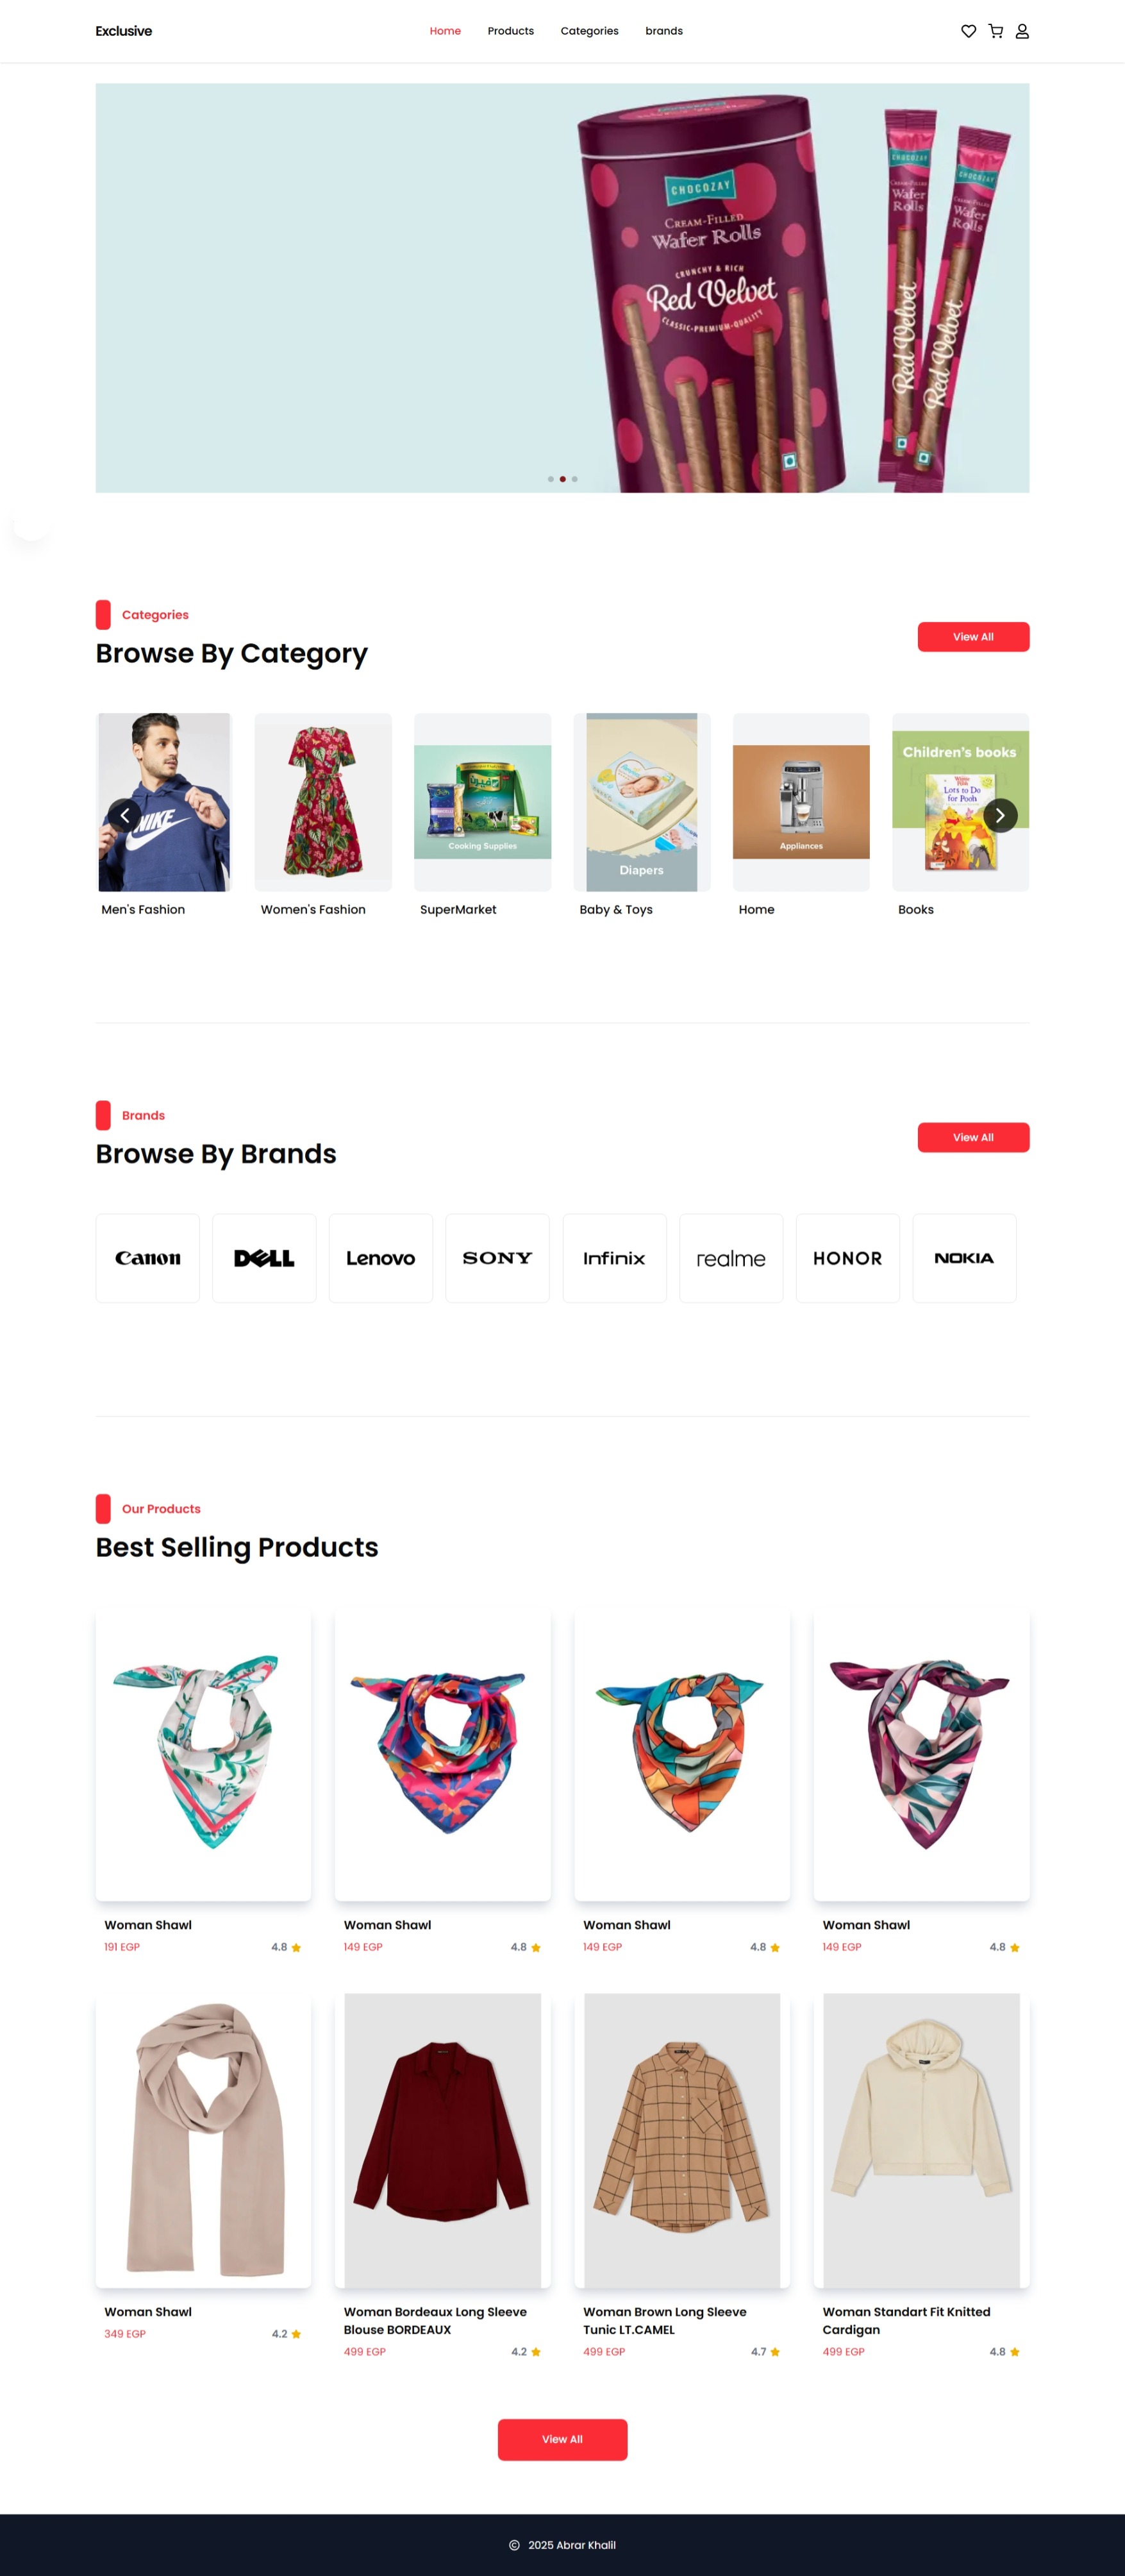 Exclusive
Home Products Categories brands
CHOCOZAY
CREAM-FILLED
Wafer Rolls
CRUNCHY & RICH
Red Velvet
CLASSIC-PREMIUM-QUALITY
CHOCOZAY
CREAM-FILLED
Wafer
Rolls
Red Velvet
CHOCOZAY
CREAM-FILLED
Wafer
Rolls
Red Velvet
Categories
Browse By Category
View All
NIKE
Cooking Supplies
Diapers
Appliances
Children's books
Lots to Do
for Pooh
Men's Fashion
Women's Fashion
SuperMarket
Baby & Toys
Home
Books
Brands
Browse By Brands
View All
Canon
DELL
Lenovo
SONY
Infinix
realme
HONOR
NOKIA
Our Products
Best Selling Products
Woman Shawl
191 EGP 4.8
Woman Shawl
149 EGP 4.8
Woman Shawl
149 EGP 4.8
Woman Shawl
149 EGP 4.8
Woman Shawl
349 EGP 4.2
Woman Bordeaux Long Sleeve
Blouse BORDEAUX
499 EGP 4.2
Woman Brown Long Sleeve
Tunic LT.CAMEL
499 EGP 4.7
Woman Standart Fit Knitted
Cardigan
499 EGP 4.8
View All
© 2025 Abrar Khalil